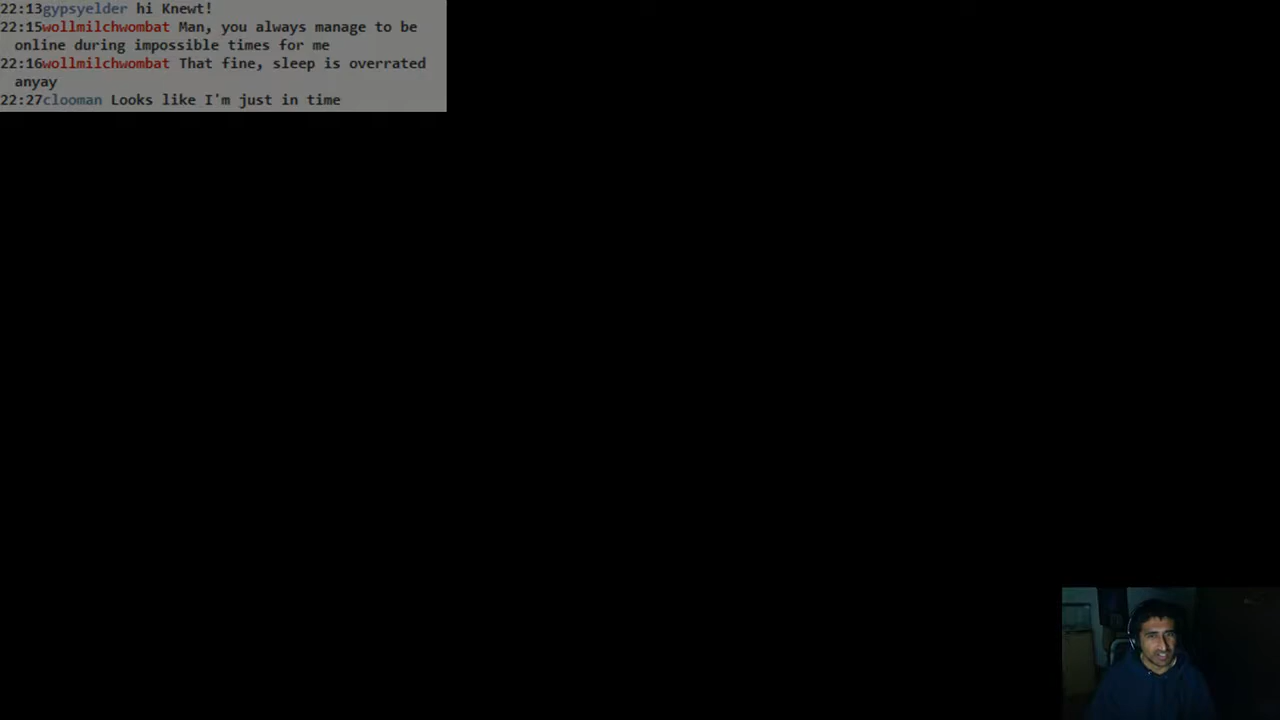 22:13gypsyelder hi Knewt!
22:15wollmilchwombat Man, you always manage to be
online during impossible times for me
22:16wollmilchwombat That fine, sleep is overrated
anyay
22:27clooman Looks like I'm just in time